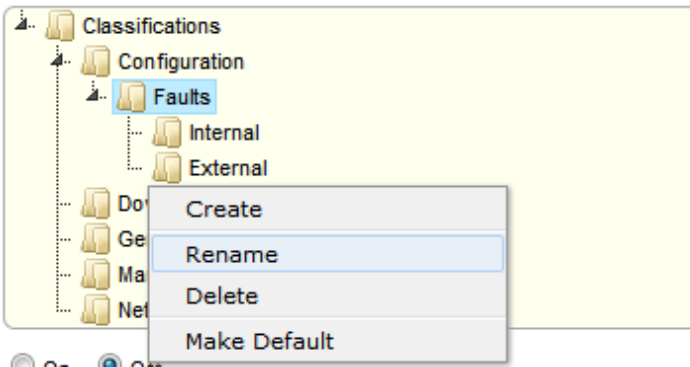 Classifications
Configuration
Faults
Internal
External
Create
Rename
Delete
Make Default